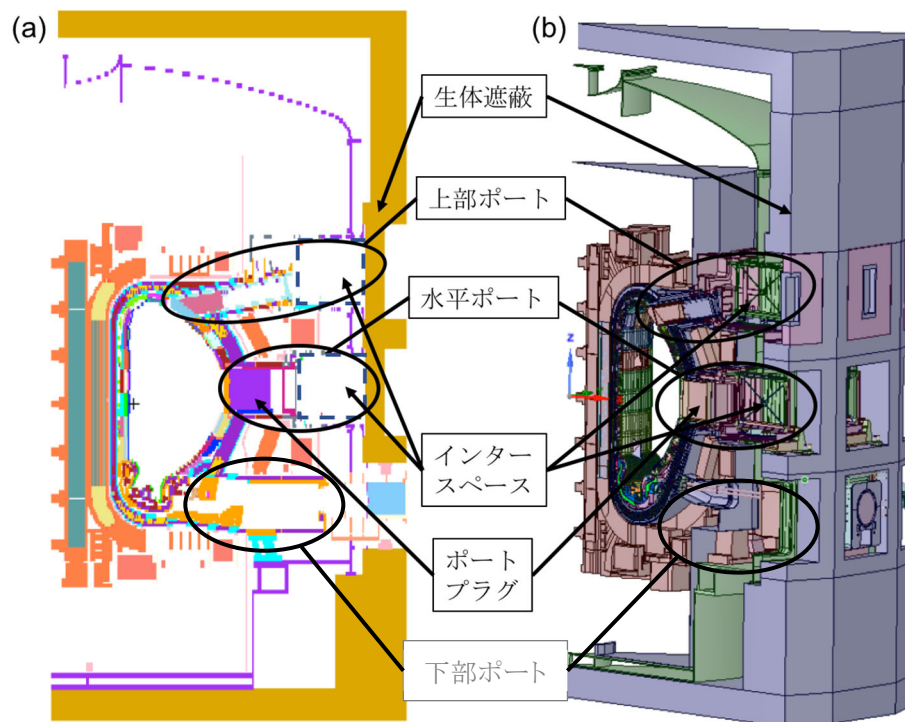 (a)
(b)
生体遮蔽
上部ポート
水平ポート
Z
インター
スペース
ポート
プラグ
下部ポート